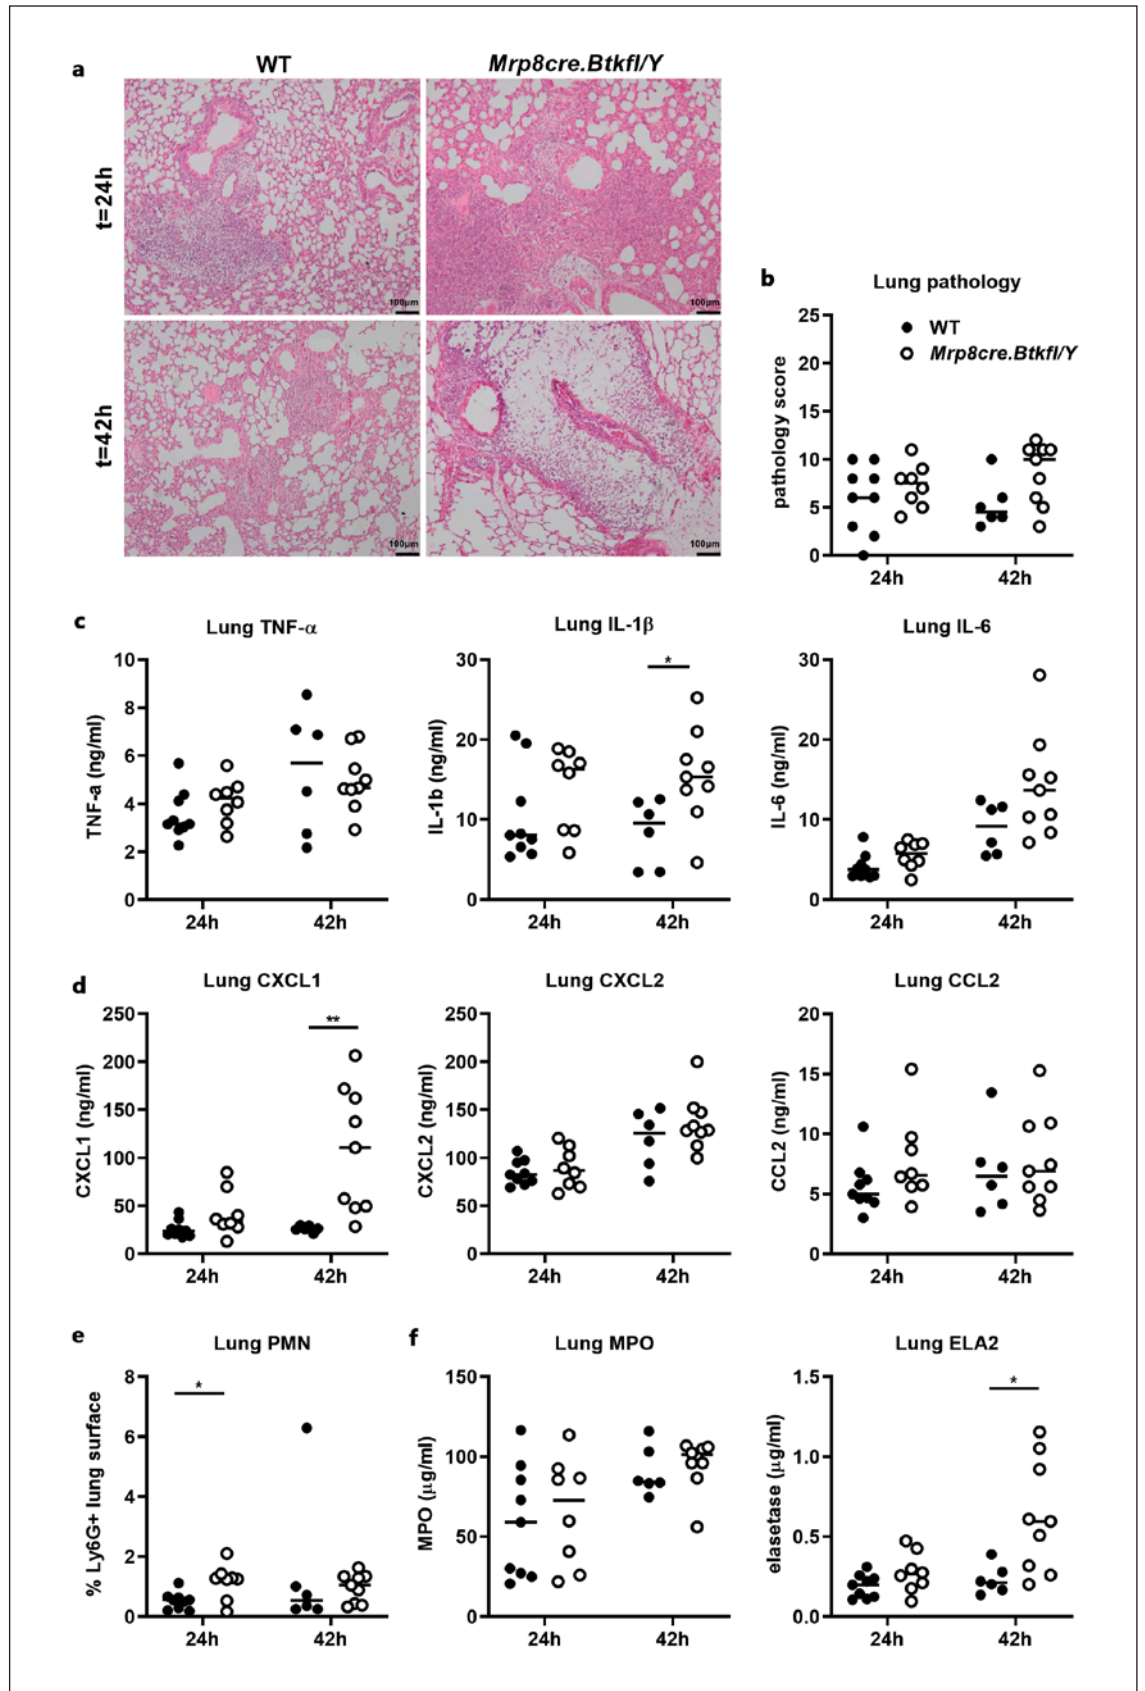 a
WT
Mrp8cre.Btkfl/Y
t=24h
100μm
100μm
t=42h
100μm
100μm
b
Lung pathology
pathology score
25
20
15
10
5
0
WT
Mrp8cre.Btkfl/Y
24h
42h
c
Lung TNF-α
TNF-a (ng/ml)
10
8
6
4
2
0
24h
42h
Lung IL-1β
IL-1b (ng/ml)
30
20
10
0
*
24h
42h
Lung IL-6
IL-6 (ng/ml)
30
20
10
0
24h
42h
d
Lung CXCL1
CXCL1 (ng/ml)
250
200
150
100
50
0
**
24h
42h
Lung CXCL2
CXCL2 (ng/ml)
250
200
150
100
50
0
24h
42h
Lung CCL2
CCL2 (ng/ml)
20
15
10
5
0
24h
42h
e
Lung PMN
% Ly6G+ lung surface
8
6
4
2
0
*
24h
42h
f
Lung MPO
MPO (μg/ml)
150
100
50
0
24h
42h
Lung ELA2
elasetase (μg/ml)
1.5
1.0
0.5
0.0
*
24h
42h